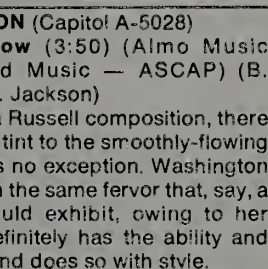 ON (Capitol A-5028)
ow (3:50) (Almo Music
d Music — ASCAP) (B.
. Jackson)
Russell composition, there
tint to the smoothly-flowing
s no exception. Washington
the same fervor that, say, a
uld exhibit, owing to her
efinitely has the ability and
nd does so with style.